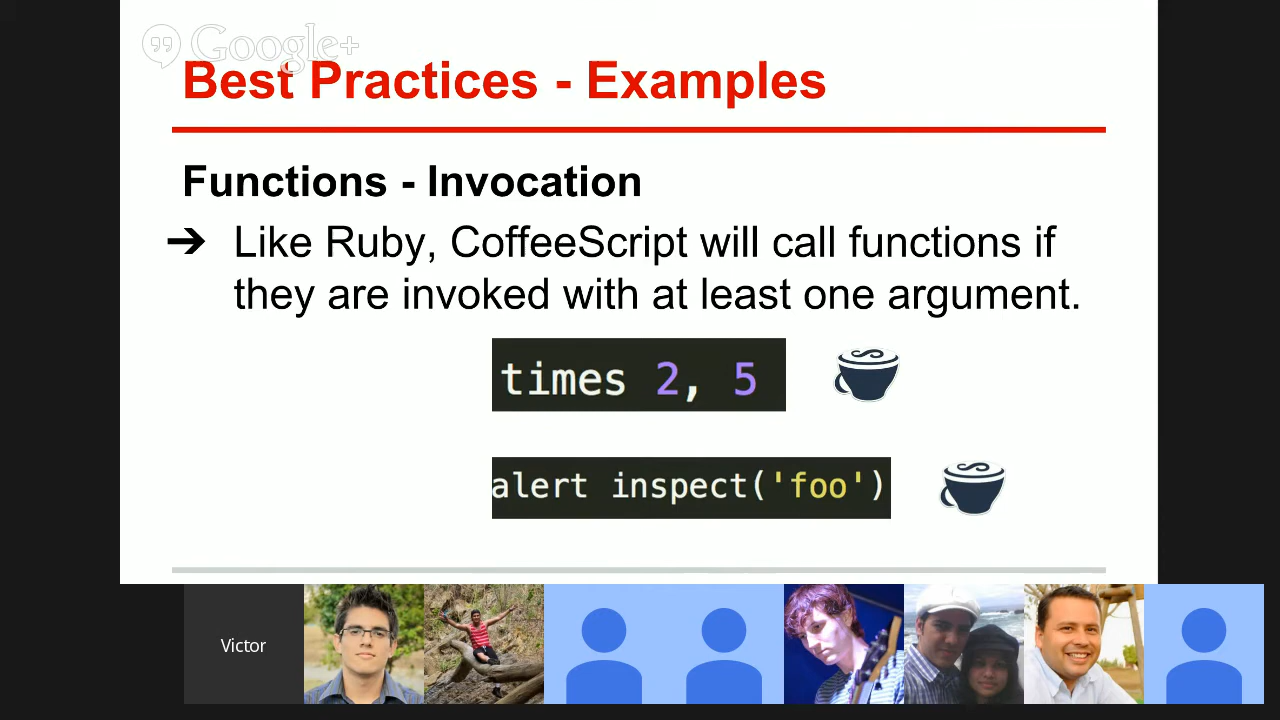 Google+
Best Practices - Examples
Functions - Invocation
➔ Like Ruby, CoffeeScript will call functions if
they are invoked with at least one argument.
times 2, 5
alert inspect('foo')
Victor